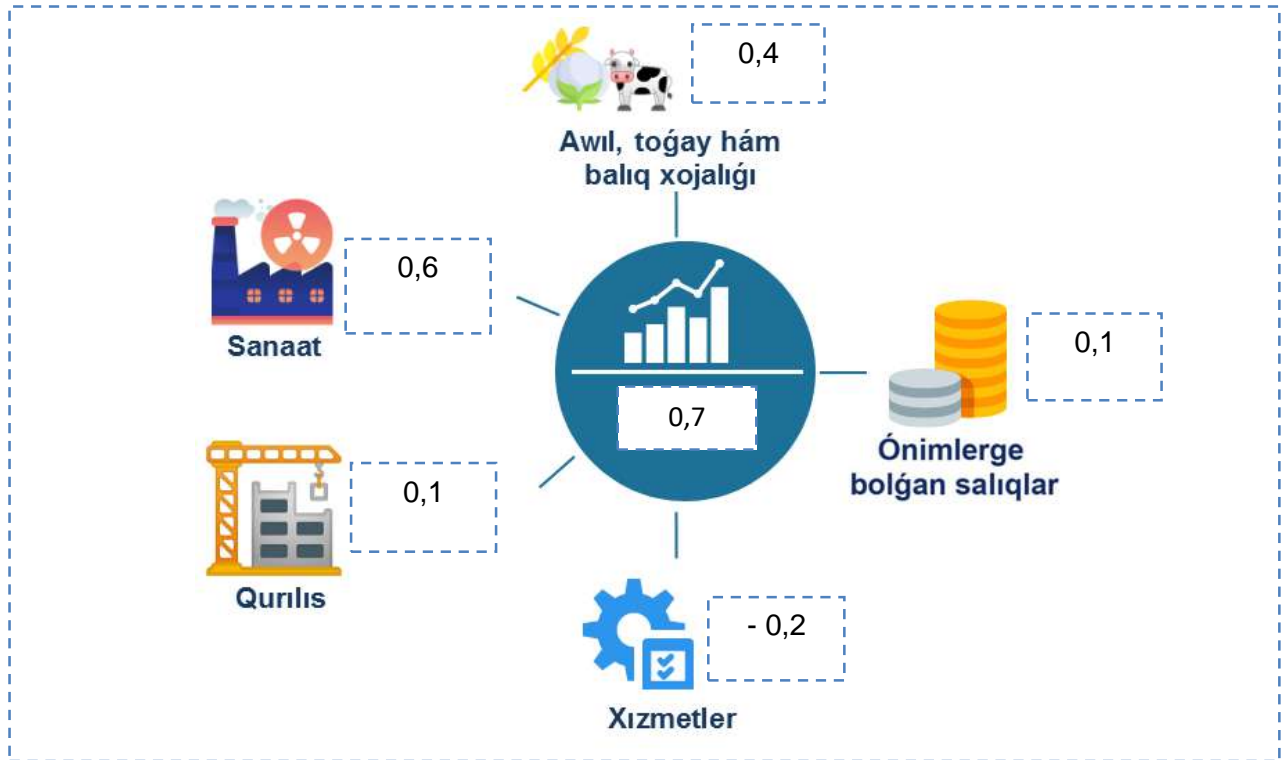 0,4
Awıl, toǵay hám
balıq xojalıǵı
0,6
Sanaat
0,1
Ónimlerge
bolǵan salıqlar
0,7
0,1
Qurılıs
- 0,2
Xızmetler